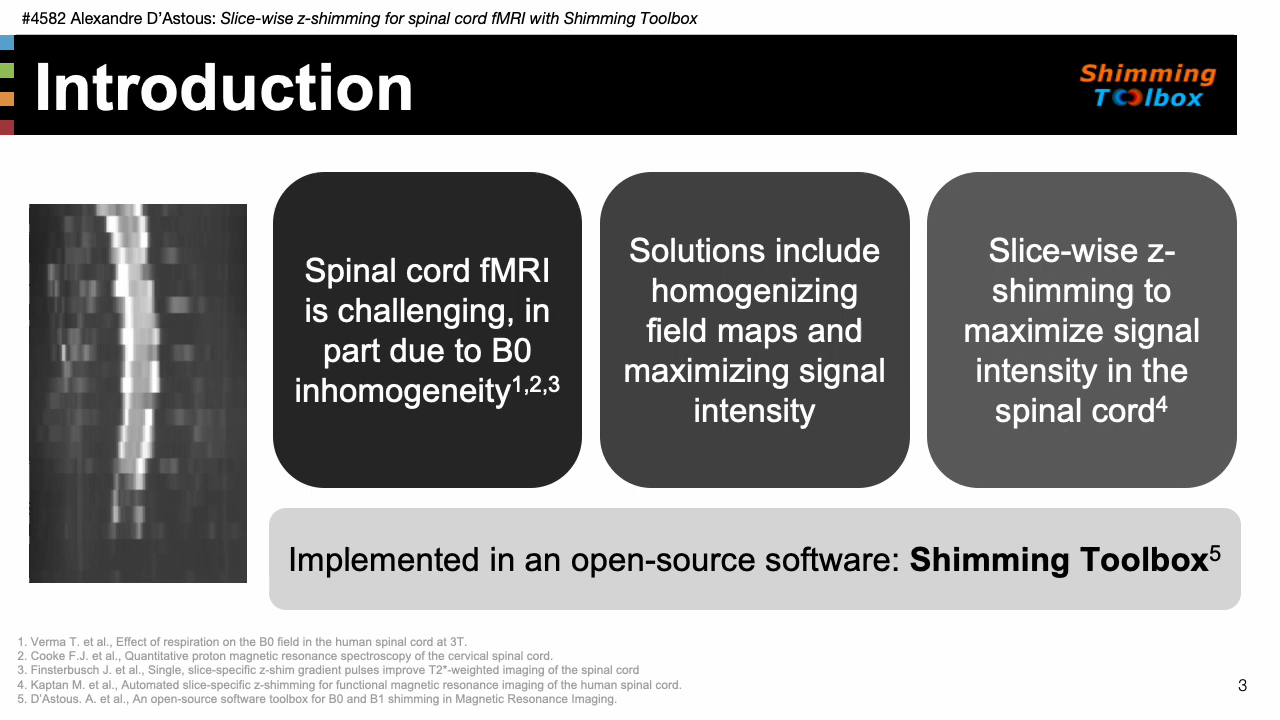 #4582 Alexandre D'Astous: Slice-wise z-shimming for spinal cord fMRI with Shimming Toolbox
Introduction
Shimming
Toolbox
Spinal cord fMRI
is challenging, in
part due to B0
inhomogeneity1,2,3
Solutions include
homogenizing
field maps and
maximizing signal
intensity
Slice-wise z-
shimming to
maximize signal
intensity in the
spinal cord4
Implemented in an open-source software: Shimming Toolbox5
1. Verma T. et al., Effect of respiration on the B0 field in the human spinal cord at 3T.
2. Cooke F.J. et al., Quantitative proton magnetic resonance spectroscopy of the cervical spinal cord.
3. Finsterbusch J. et al., Single, slice-specific z-shim gradient pulses improve T2*-weighted imaging of the spinal cord
4. Kaptan M. et al., Automated slice-specific z-shimming for functional magnetic resonance imaging of the human spinal cord.
5. D'Astous. A. et al., An open-source software toolbox for B0 and B1 shimming in Magnetic Resonance Imaging.
3